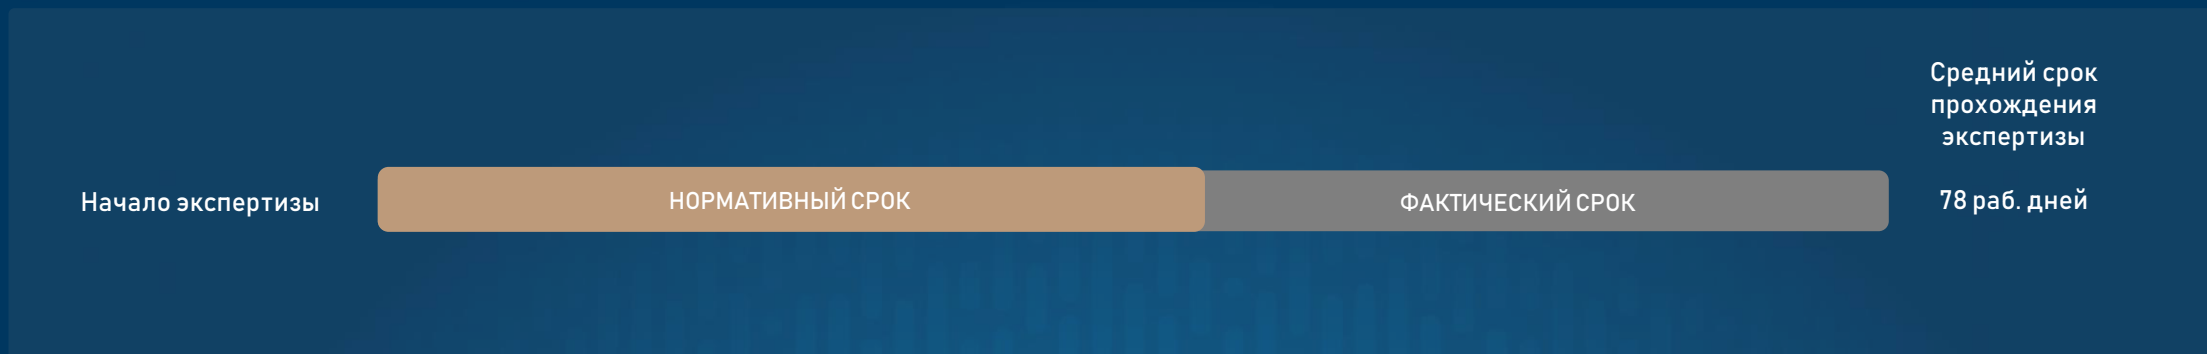 Начало экспертизы
НОРМАТИВНЫЙ СРОК
ФАКТИЧЕСКИЙ СРОК
Средний срок
прохождения
экспертизы
78 раб. дней